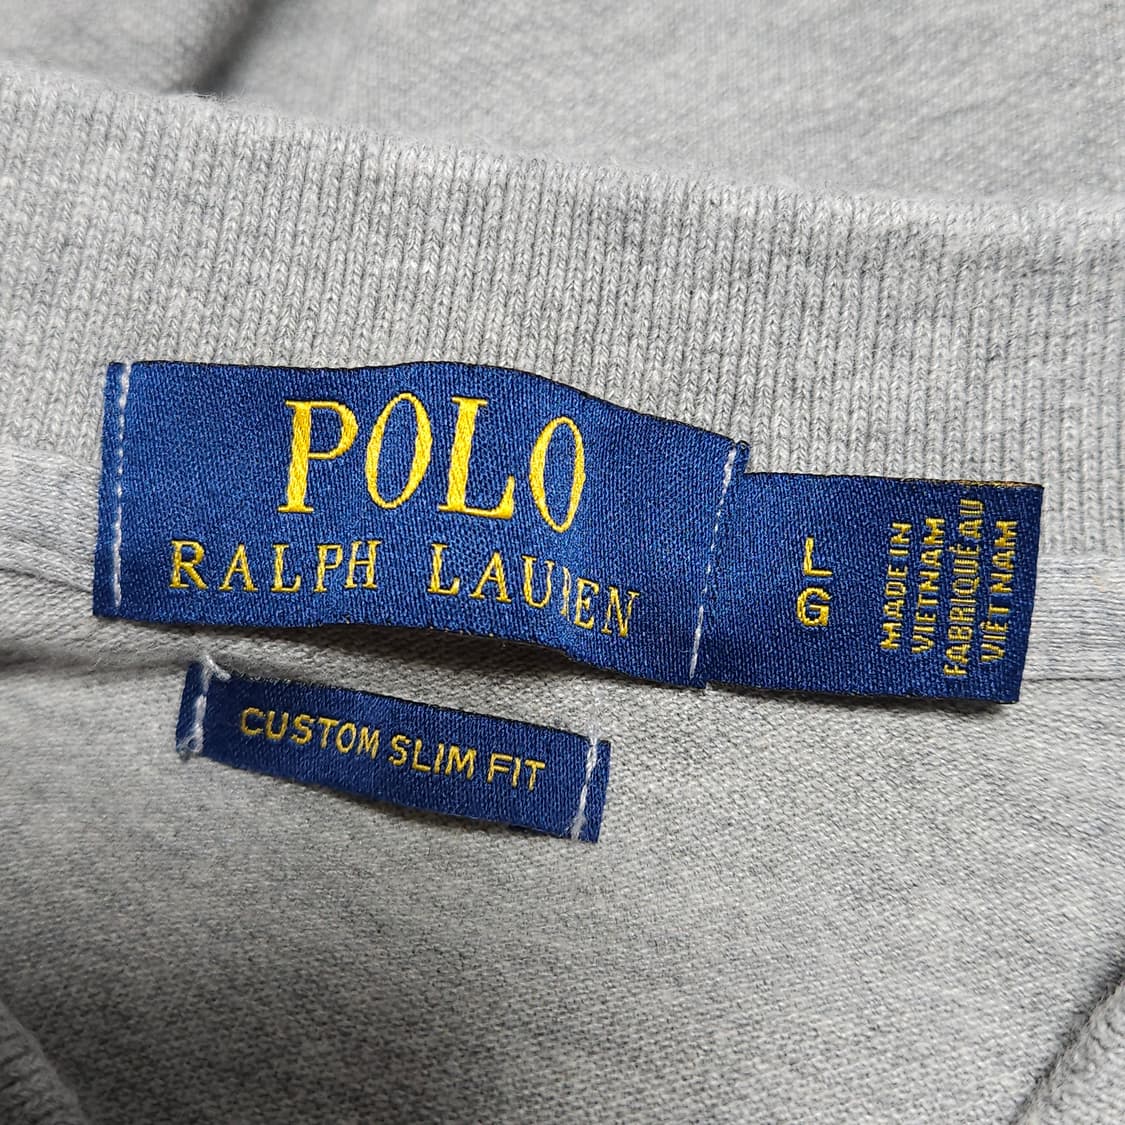 POLO
RALPH LAUREN
L
G
MADE IN
VIETNAM
FABRIQUÉ AU
VIETNAM
CUSTOM SLIM FIT